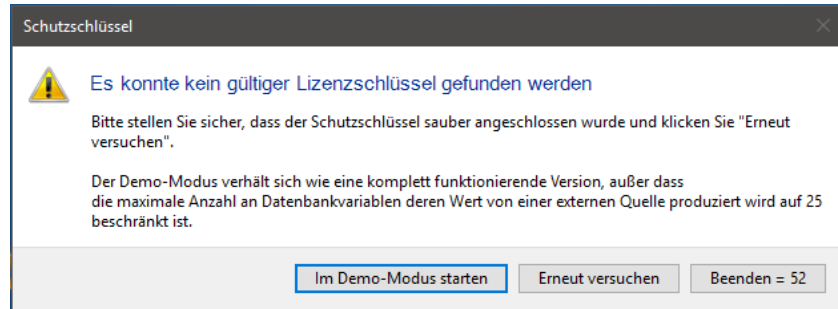 Schutzschlüssel
Es konnte kein gültiger Lizenzschlüssel gefunden werden
Bitte stellen Sie sicher, dass der Schutzschlüssel sauber angeschlossen wurde und klicken Sie "Erneut
versuchen".
Der Demo-Modus verhält sich wie eine komplett funktionierende Version, außer dass
die maximale Anzahl an Datenbankvariablen deren Wert von einer externen Quelle produziert wird auf 25
beschränkt ist.
Im Demo-Modus starten
Erneut versuchen
Beenden = 52